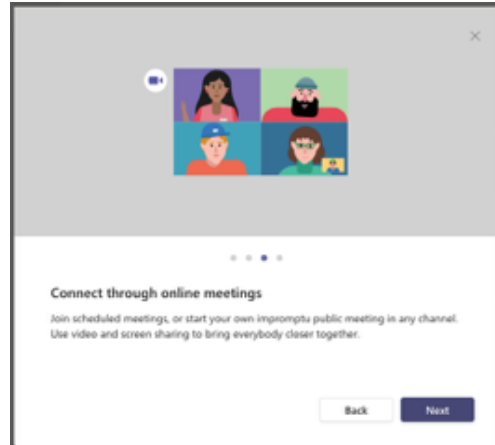 Connect through online meetings
Join scheduled meetings, or start your own impromptu public meeting in any channel.
Use video and screen sharing to bring everybody closer together.
Back
Next